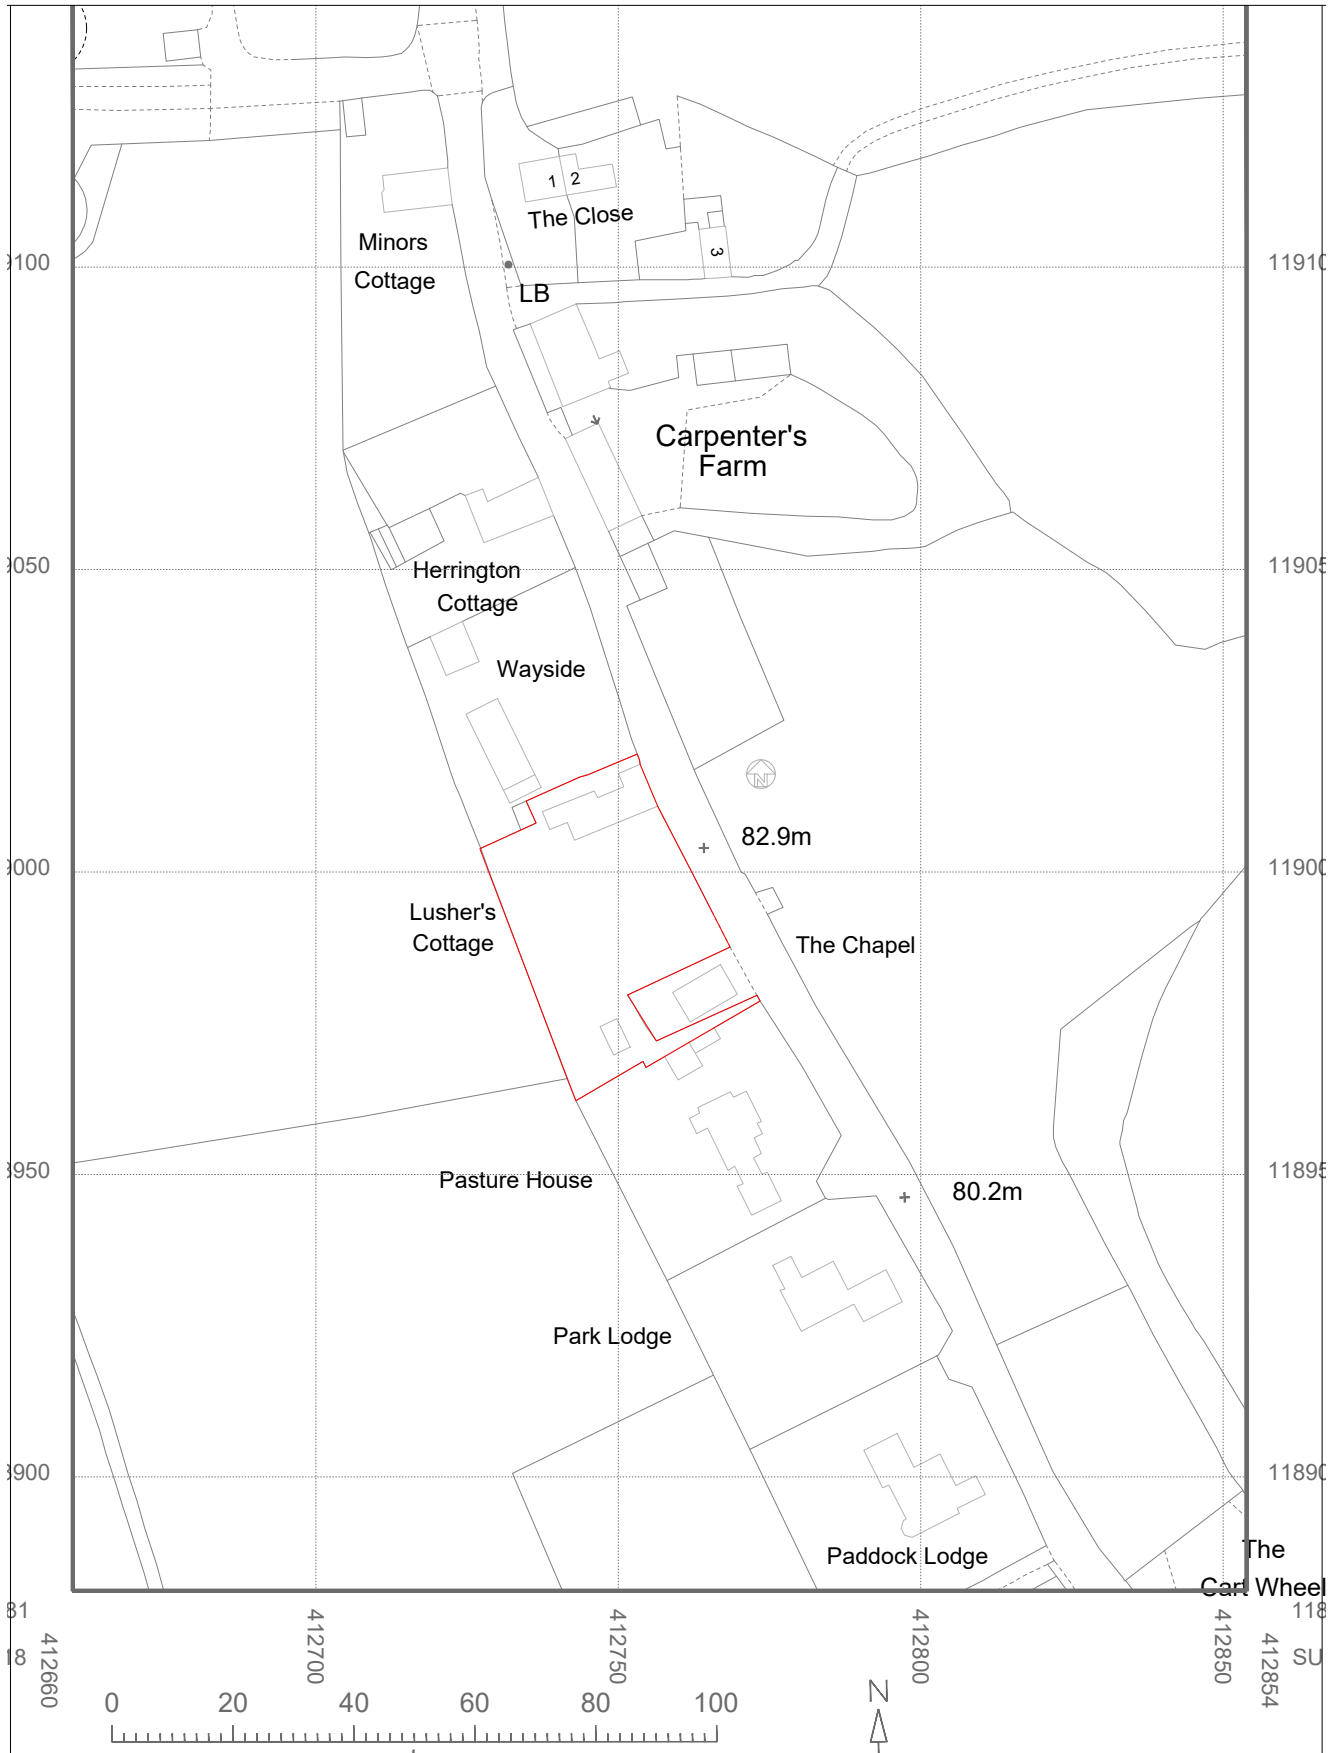 1 2
The Close
Minors
Cottage
3
LB
Carpenter's
Farm
Herrington
Cottage
Wayside
N
82.9m
Lusher's
Cottage
The Chapel
Pasture House
80.2m
Park Lodge
Paddock Lodge
The
Cart Wheel
9100
11910
9050
11905
9000
11900
8950
11895
8900
11890
81
118
18
SU
412660
412700
412750
412800
412850
412854
0 20 40 60 80 100
N